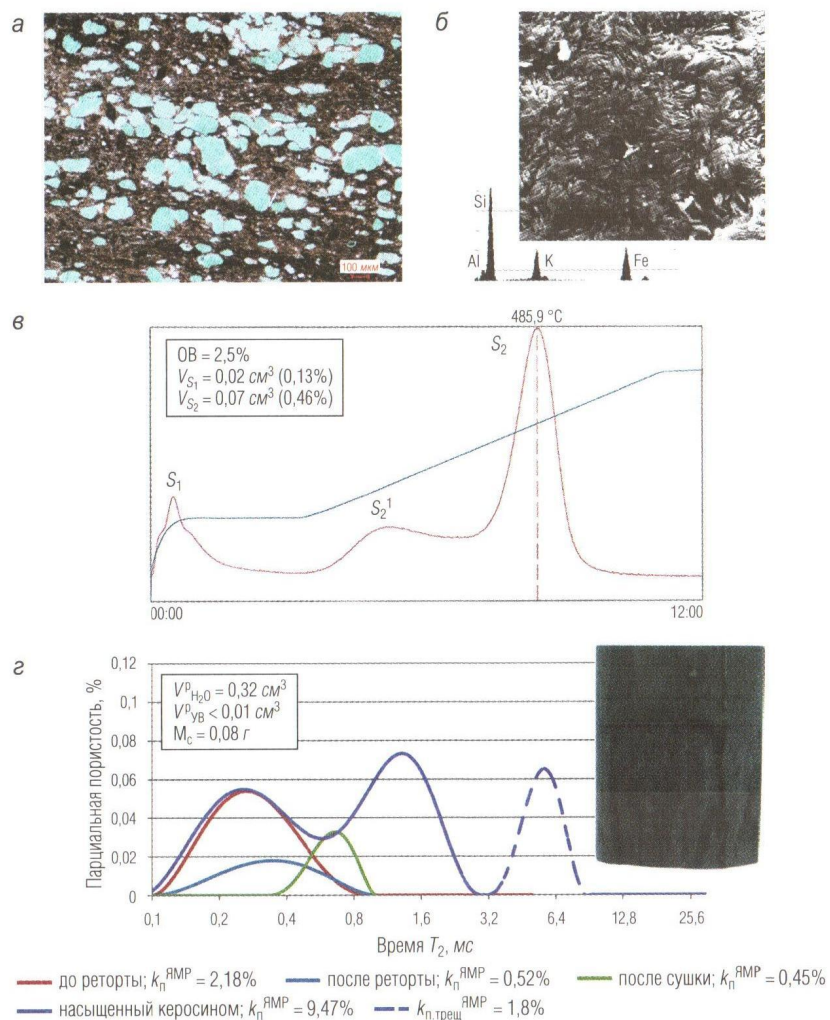 а
б
100 мкм
Si
Al
K
Fe
в
485,9 °C
S₂
ОВ = 2,5%
V_S₁ = 0,02 см³ (0,13%)
V_S₂ = 0,07 см³ (0,46%)
S₁
S₂¹
00:00
12:00
г
Парциальная пористость, %
0,12
0,1
0,08
0,06
0,04
0,02
0
Vᵖ_H₂O = 0,32 см³
Vᵖ_УВ < 0,01 см³
М_с = 0,08 г
0,1 0,2 0,4 0,8 1,6 3,2 6,4 12,8 25,6
Время T₂, мс
до реторты; k_п^ЯМР = 2,18% после реторты; k_п^ЯМР = 0,52% после сушки; k_п^ЯМР = 0,45%
насыщенный керосином; k_п^ЯМР = 9,47% k_п.трещ^ЯМР = 1,8%